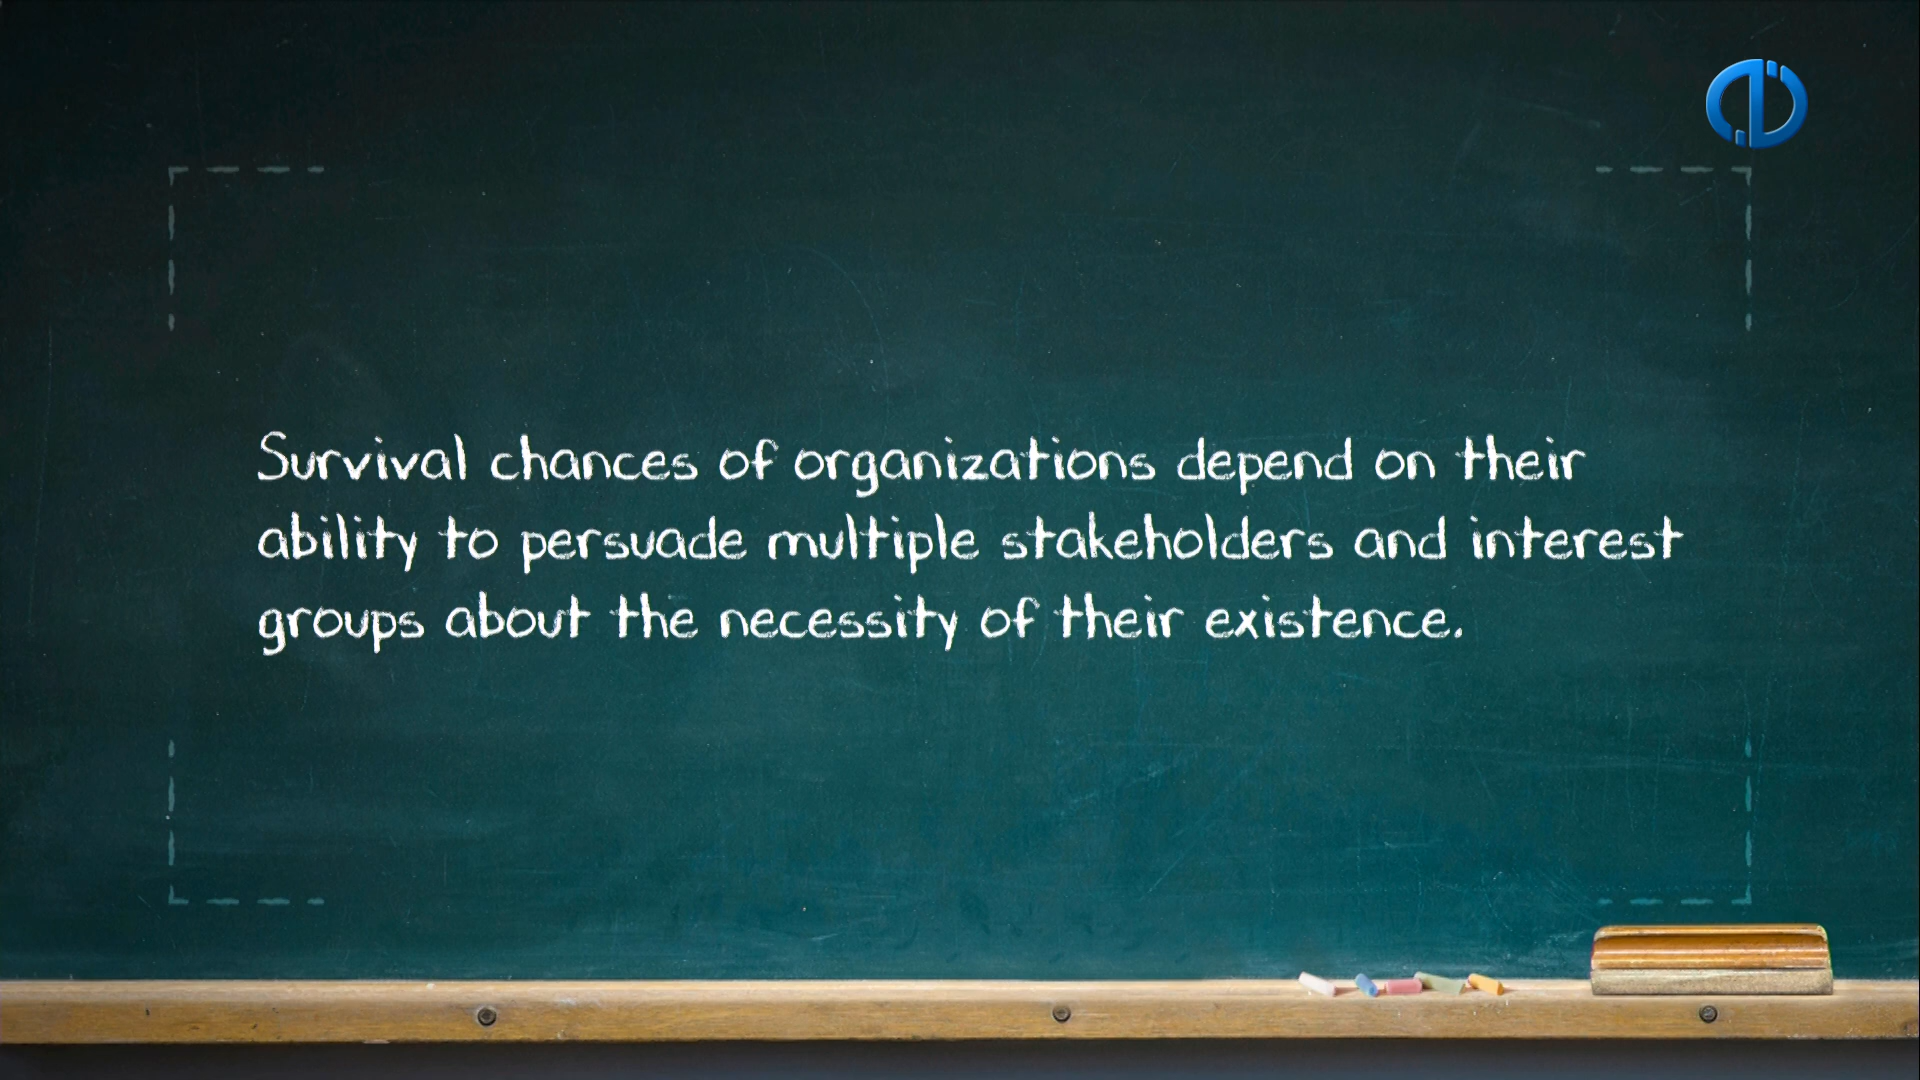 Survival chances of organizations depend on their
ability to persuade multiple stakeholders and interest
groups about the necessity of their existence.